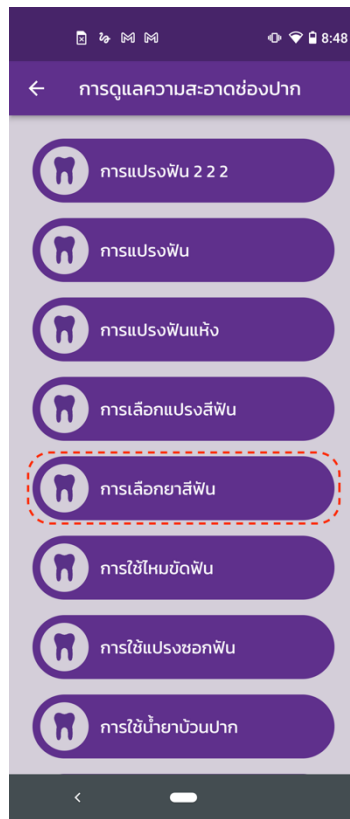 8:48
การดูแลความสะอาดช่องปาก
การแปรงฟัน 2 2 2
การแปรงฟัน
การแปรงฟันแห้ง
การเลือกแปรงสีฟัน
การเลือกยาสีฟัน
การใช้ไหมขัดฟัน
การใช้แปรงซอกฟัน
การใช้น้ำยาบ้วนปาก